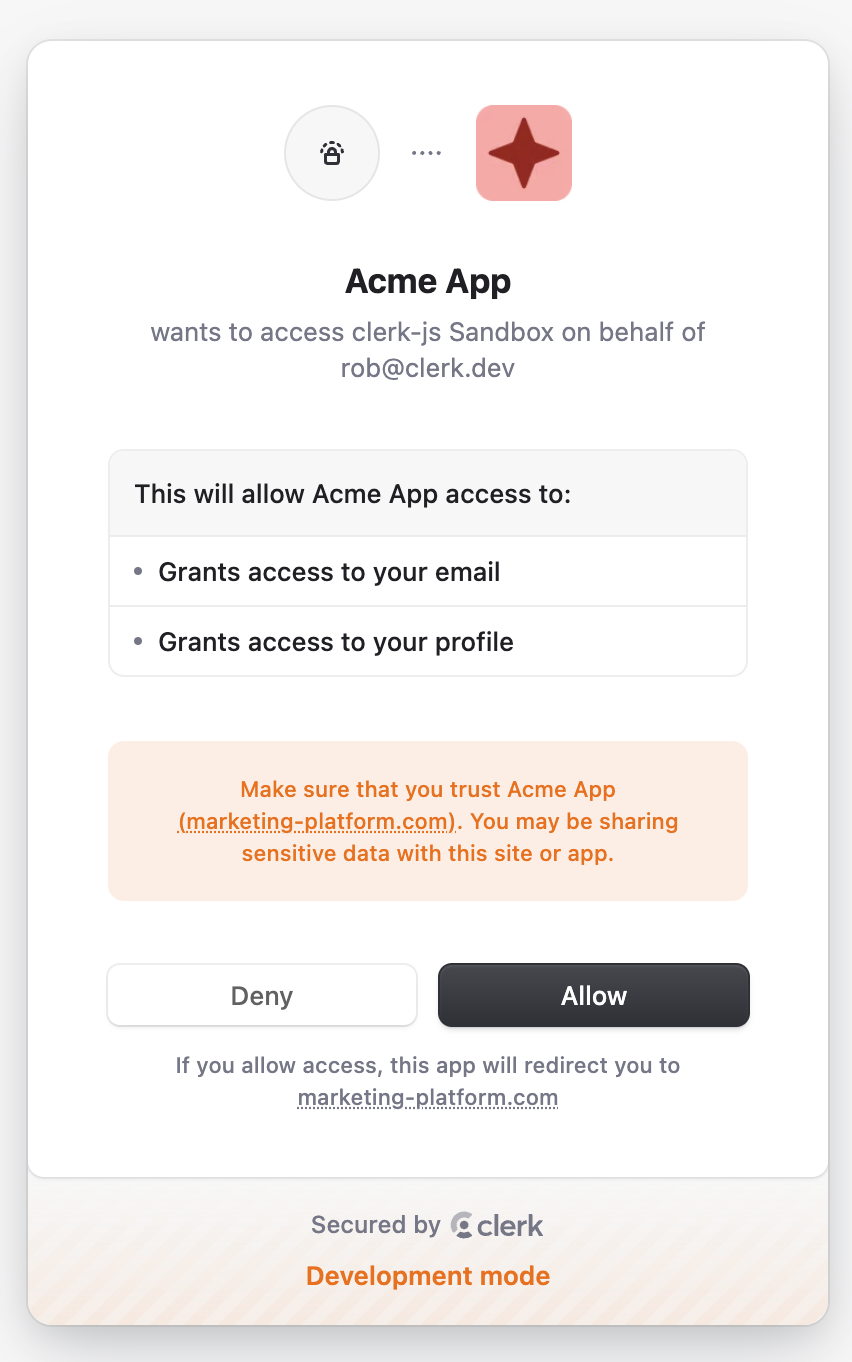 Acme App
wants to access clerk-js Sandbox on behalf of
rob@clerk.dev
This will allow Acme App access to:
• Grants access to your email
• Grants access to your profile
Make sure that you trust Acme App
(marketing-platform.com). You may be sharing
sensitive data with this site or app.
Deny
Allow
If you allow access, this app will redirect you to
marketing-platform.com
Secured by clerk
Development mode